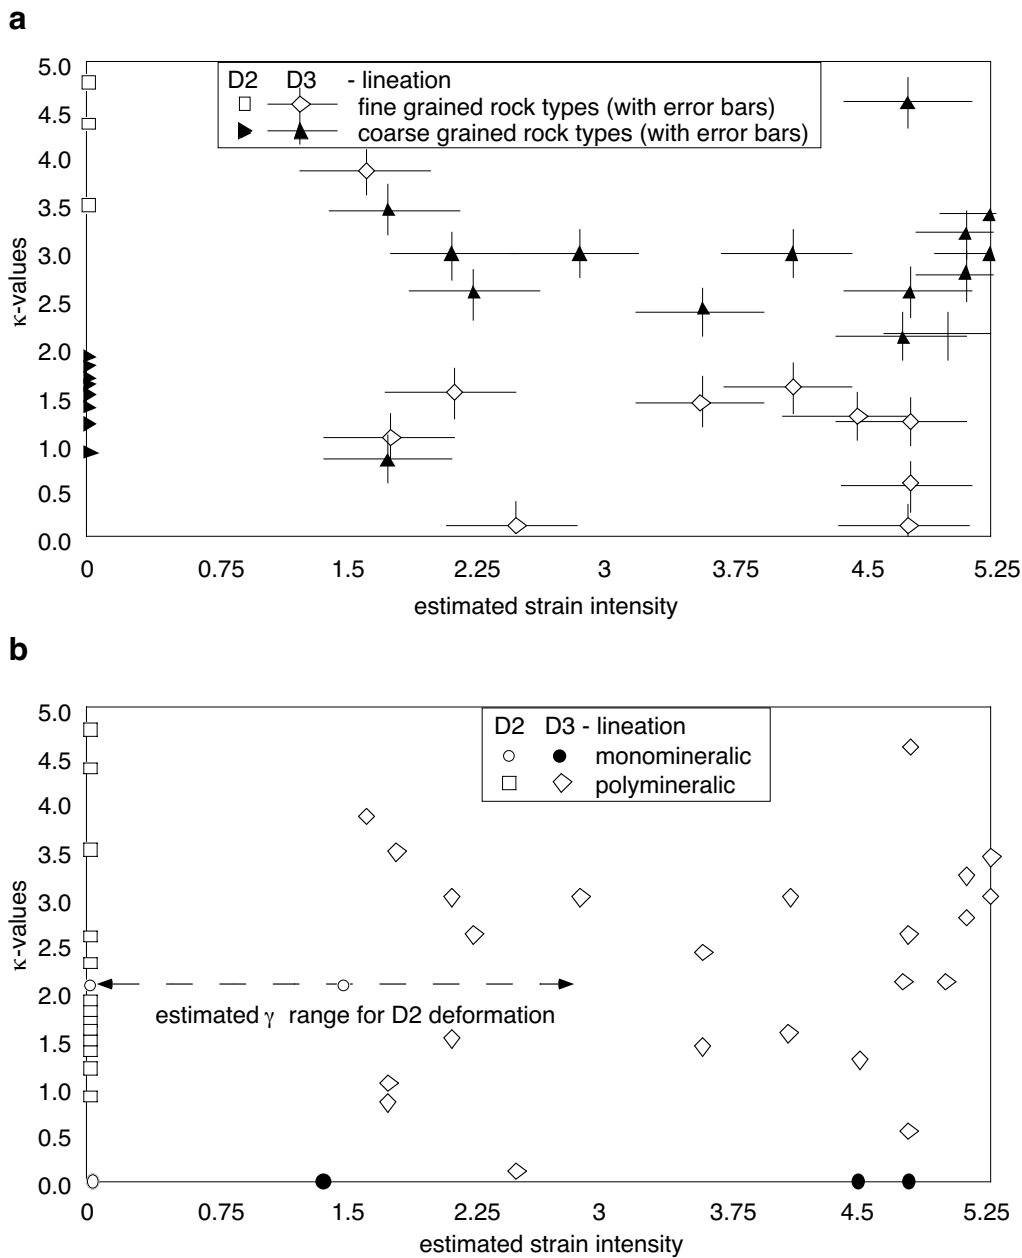 a
5.0
4.5
4.0
3.5
3.0
2.5
2.0
1.5
1.0
0.5
0.0
κ-values
D2 D3 - lineation
fine grained rock types (with error bars)
coarse grained rock types (with error bars)
0 0.75 1.5 2.25 3 3.75 4.5 5.25
estimated strain intensity
b
5.0
4.5
4.0
3.5
3.0
2.5
2.0
1.5
1.0
0.5
0.0
κ-values
D2 D3 - lineation
monomineralic
polymineralic
estimated γ range for D2 deformation
0 0.75 1.5 2.25 3 3.75 4.5 5.25
estimated strain intensity